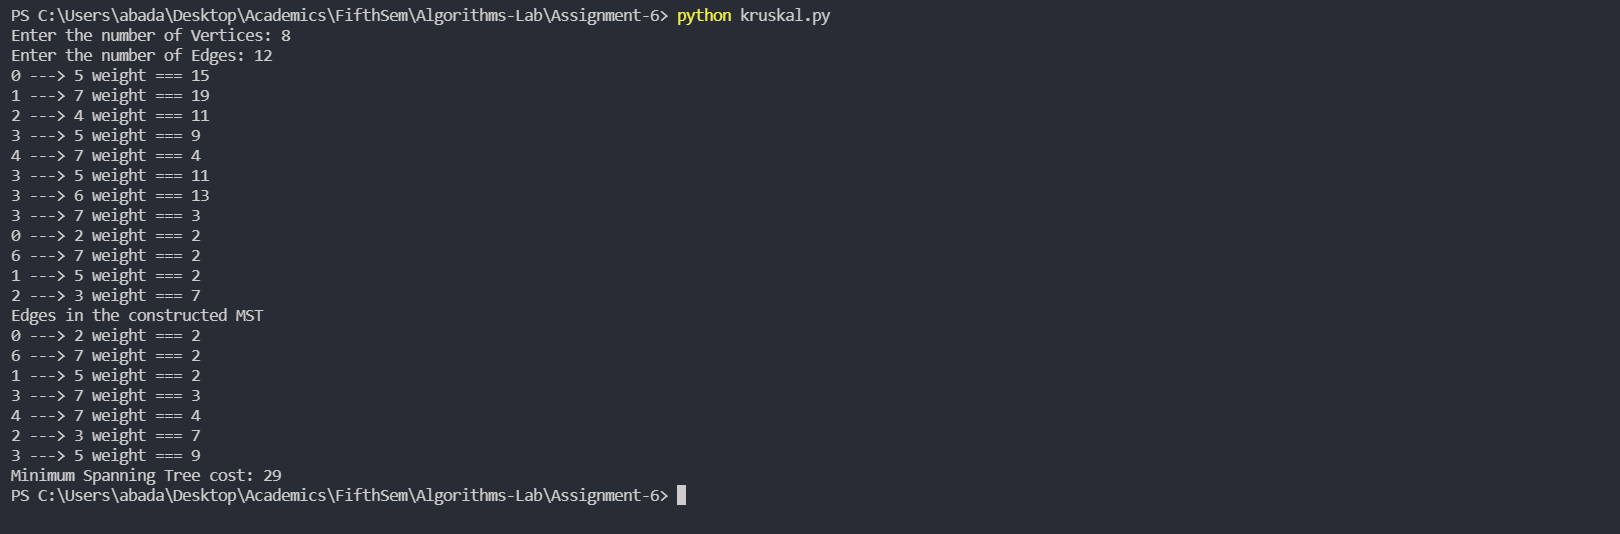 PS C:\Users\abada\Desktop\Academics\FifthSem\Algorithms-Lab\Assignment-6> python kruskal.py
Enter the number of Vertices: 8
Enter the number of Edges: 12
0 ---> 5 weight === 15
1 ---> 7 weight === 19
2 ---> 4 weight === 11
3 ---> 5 weight === 9
4 ---> 7 weight === 4
3 ---> 5 weight === 11
3 ---> 6 weight === 13
3 ---> 7 weight === 3
0 ---> 2 weight === 2
6 ---> 7 weight === 2
1 ---> 5 weight === 2
2 ---> 3 weight === 7
Edges in the constructed MST
0 ---> 2 weight === 2
6 ---> 7 weight === 2
1 ---> 5 weight === 2
3 ---> 7 weight === 3
4 ---> 7 weight === 4
2 ---> 3 weight === 7
3 ---> 5 weight === 9
Minimum Spanning Tree cost: 29
PS C:\Users\abada\Desktop\Academics\FifthSem\Algorithms-Lab\Assignment-6>